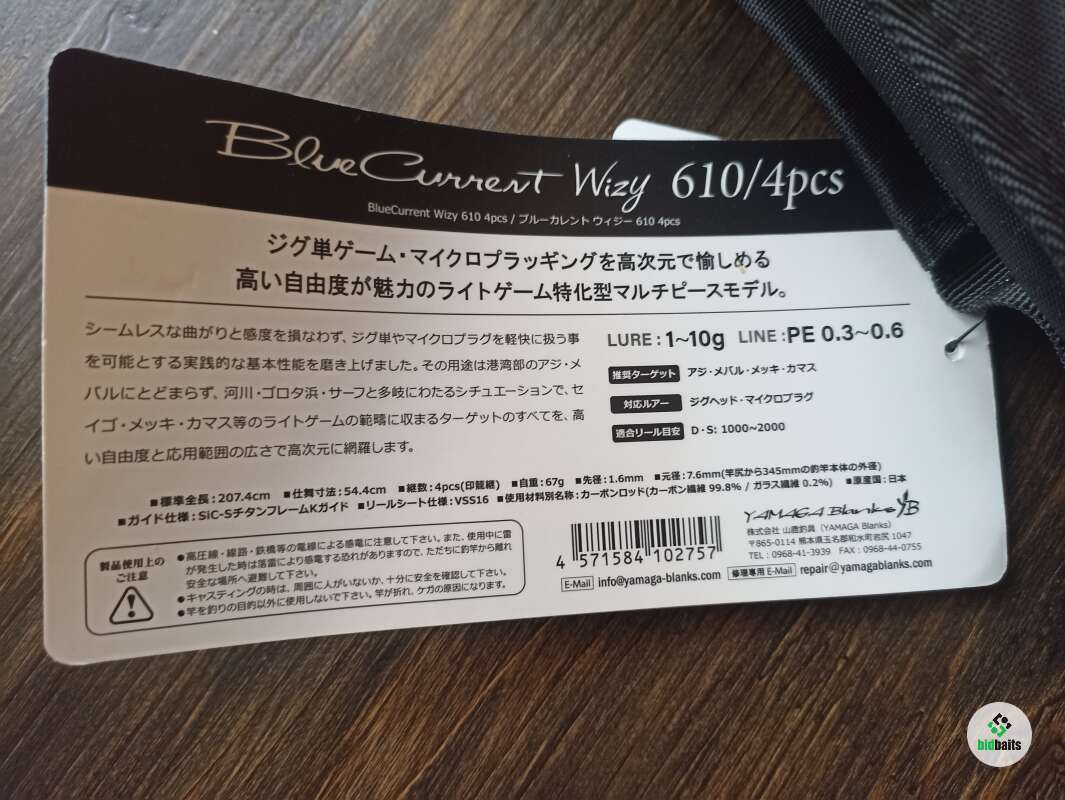 BlueCurrent Wizy 610/4pcs
BlueCurrent Wizy 610 4pcs / ブルーカレント ウィジー 610 4pcs
ジグ単ゲーム・マイクロプラッギングを高次元で愉しめる
高い自由度が魅力のライトゲーム特化型マルチピースモデル。
シームレスな曲がりと感度を損なわず、ジグ単やマイクロプラグを軽快に扱う事
を可能とする実践的な基本性能を磨き上げました。その用途は港湾部のアジ・メ
バルにとどまらず、河川・ゴロタ浜・サーフと多岐にわたるシチュエーションで、セ
イゴ・メッキ・カマス等のライトゲームの範疇に収まるターゲットのすべてを、高
い自由度と応用範囲の広さで高次元に網羅します。
LURE : 1~10g LINE : PE 0.3~0.6
推奨ターゲット アジ・メバル・メッキ・カマス
対応ルアー ジグヘッド・マイクロプラグ
適合リール目安 D・S: 1000~2000
■標準全長 : 207.4cm ■仕舞寸法 : 54.4cm ■継数 : 4pcs(印籠継) ■自重 : 67g ■先径 : 1.6mm ■元径 : 7.6mm(竿尻から345mmの釣竿本体の外径)
■ガイド仕様 : SiC-SチタンフレームKガイド ■リールシート仕様 : VSS16 ■使用材料別名称 : カーボンロッド(カーボン繊維 99.8% / ガラス繊維 0.2%) ■原産国 : 日本
製品使用上の
ご注意
●高圧線・線路・鉄橋等の電線による感電に注意して下さい。また、使用中に雷
が発生した時は落雷により感電する恐れがありますので、ただちに釣竿から離れ
安全な場所へ避難して下さい。
●キャスティングの時は、周囲に人がいないか、十分に安全を確認して下さい。
●竿を釣りの目的以外に使用しないで下さい。竿が折れ、ケガの原因になります。
4 571584 102757
YAMAGA Blanks YB
株式会社 山鹿釣具 (YAMAGA Blanks)
〒865-0114 熊本県玉名郡和水町岩尻 1047
TEL : 0968-41-3939 FAX : 0968-44-0755
E-Mail info@yamaga-blanks.com 修理専用 E-Mail repair@yamagablanks.com
bidbaits